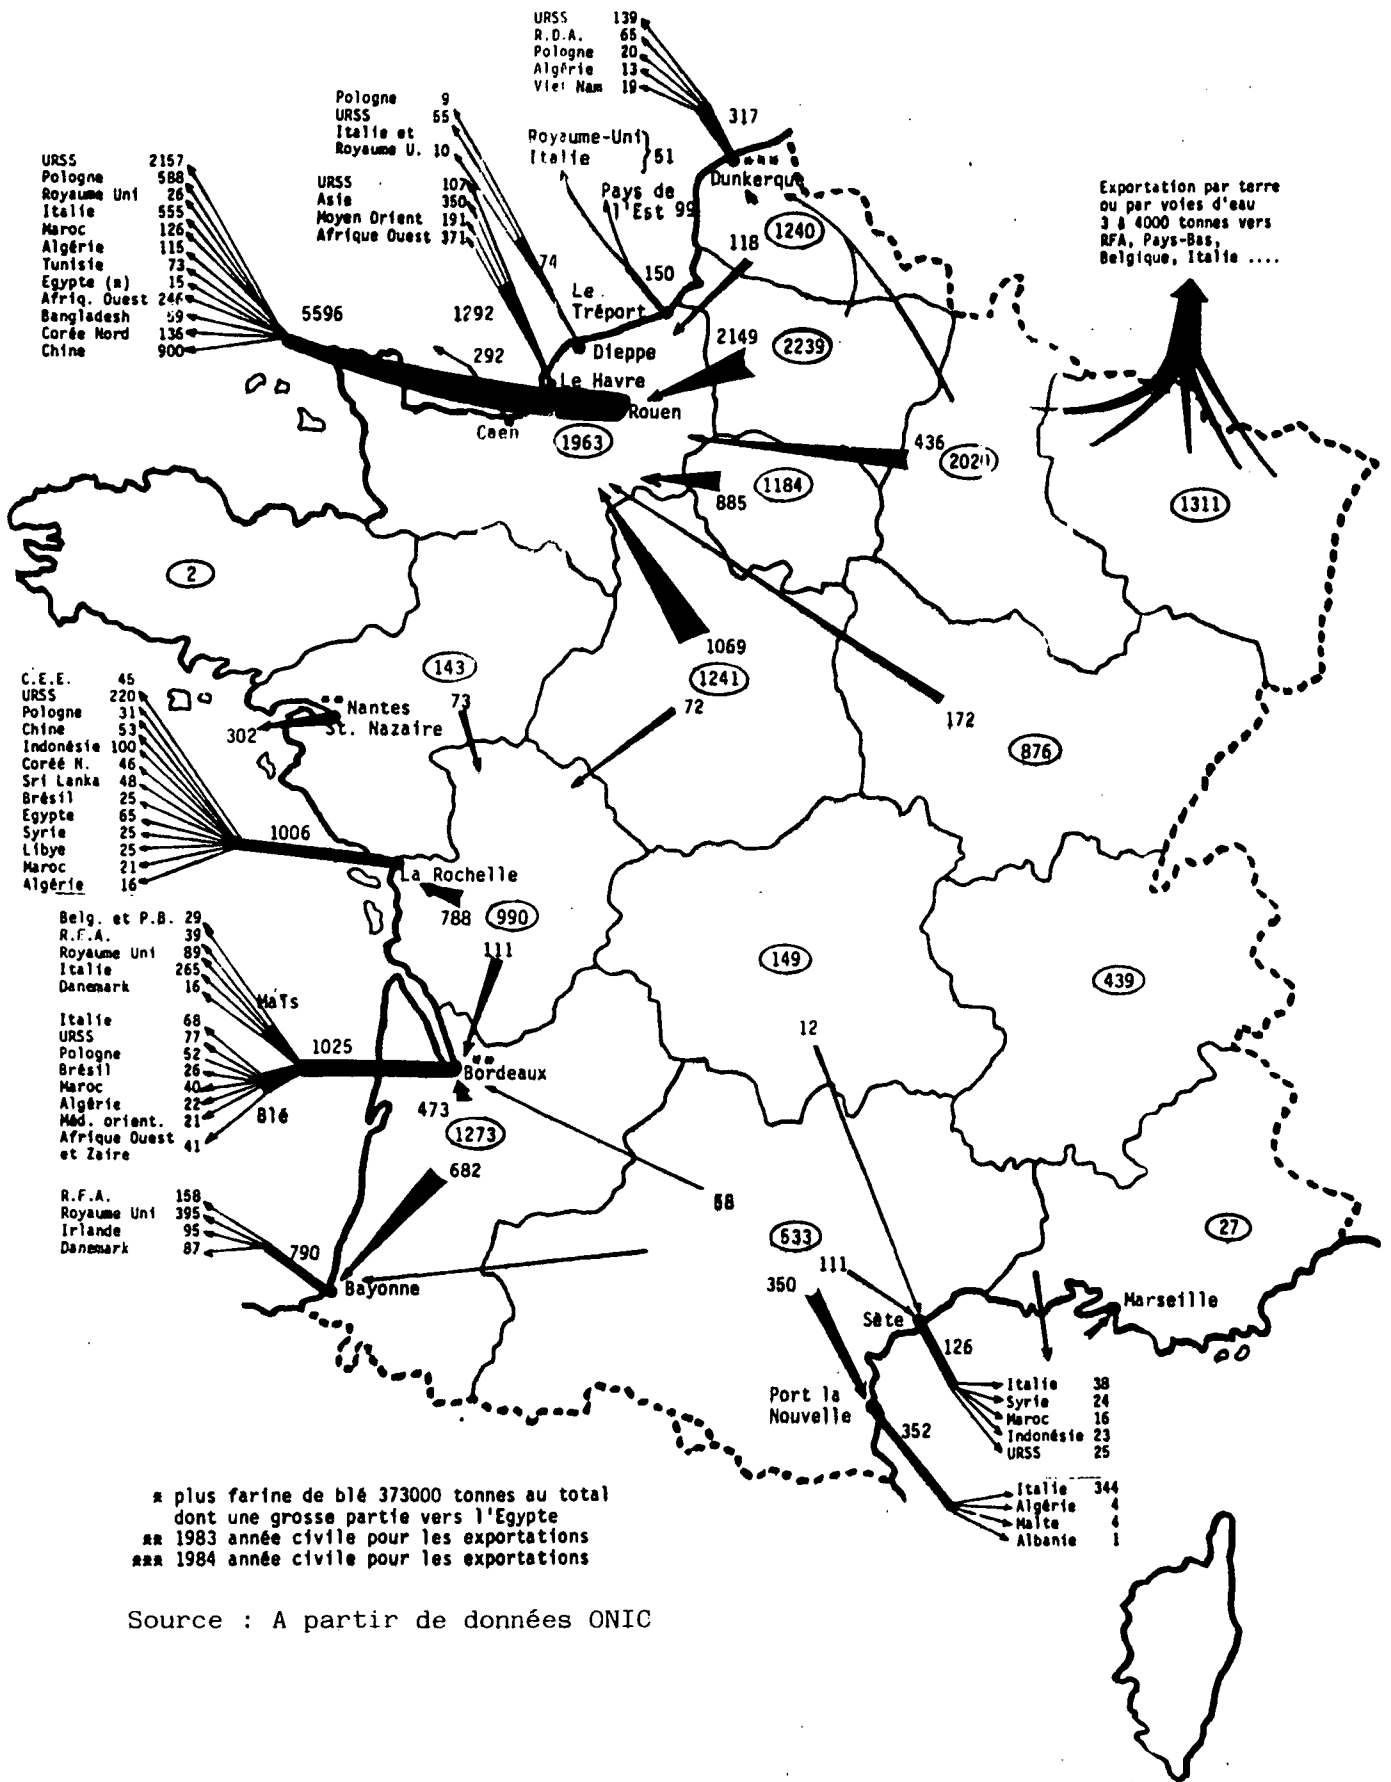 URSS 139
R.D.A. 65
Pologne 20
Algérie 13
Viet Nam 19
317
Dunkerque ***
Pologne 9
URSS 55
Italie et
Royaume U. 10
74
Royaume-Uni
Italie } 51
Pays de
l'Est 99
150
URSS 107
Asie 350
Moyen Orient 191
Afrique Ouest 371
1292
URSS 2157
Pologne 588
Royaume Uni 26
Italie 555
Maroc 126
Algérie 115
Tunisie 73
Egypte (*) 15
Afriq. Ouest 246
Bangladesh 59
Corée Nord 136
Chine 900
5596
292
Le
Tréport
Dieppe
Le Havre
Rouen
Caen
Exportation par terre
ou par voies d'eau
3 à 4000 tonnes vers
RFA, Pays-Bas,
Belgique, Italie ....
1240
118
2149
2239
1963
436
885
1184
1311
2
1069
1241
172
876
143
73
72
** Nantes
St. Nazaire
302
C.E.E. 45
URSS 220
Pologne 31
Chine 53
Indonésie 100
Coréé N. 46
Sri Lanka 48
Brésil 25
Egypte 65
Syrie 25
Libye 25
Maroc 21
Algérie 16
1006
La Rochelle
788
990
111
149
439
Belg. et P.B. 29
R.F.A. 39
Royaume Uni 89
Italie 265
Danemark 16
Maïs
Italie 68
URSS 77
Pologne 52
Brésil 26
Maroc 40
Algérie 22
Méd. orient. 21
Afrique Ouest
et Zaire 41
Blé
1025
**
Bordeaux
473
1273
682
12
R.F.A. 158
Royaume Uni 395
Irlande 95
Danemark 87
790
Bayonne
533
111
350
27
Marseille
Sète
126
Italie 38
Syrie 24
Maroc 16
Indonésie 23
URSS 25
Port la
Nouvelle
352
Italie 344
Algérie 4
Malte 4
Albanie 1
* plus farine de blé 373000 tonnes au total
dont une grosse partie vers l'Egypte
** 1983 année civile pour les exportations
*** 1984 année civile pour les exportations
Source : A partir de données ONIC